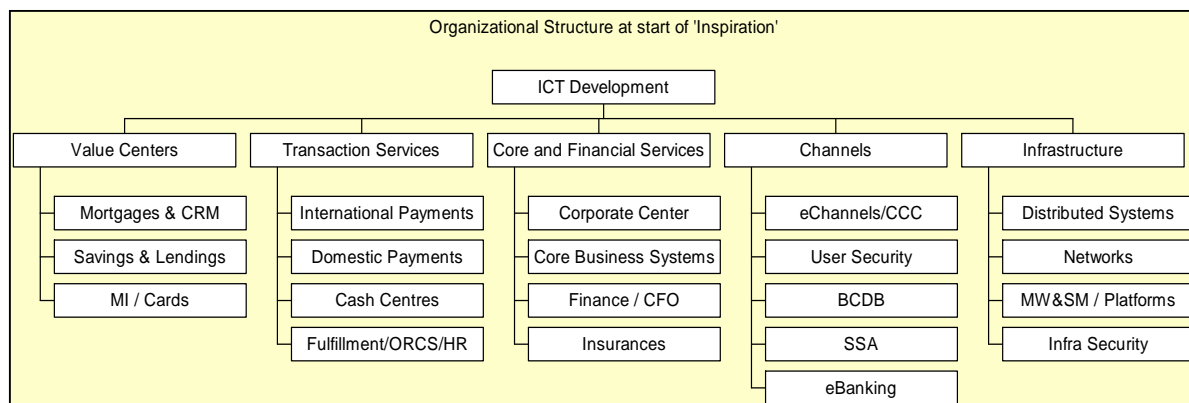 Organizational Structure at start of 'Inspiration'
ICT Development
Value Centers
Transaction Services
Core and Financial Services
Channels
Infrastructure
Mortgages & CRM
International Payments
Corporate Center
eChannels/CCC
Distributed Systems
Savings & Lendings
Domestic Payments
Core Business Systems
User Security
Networks
MI / Cards
Cash Centres
Finance / CFO
BCDB
MW&SM / Platforms
Fulfillment/ORCS/HR
Insurances
SSA
Infra Security
eBanking